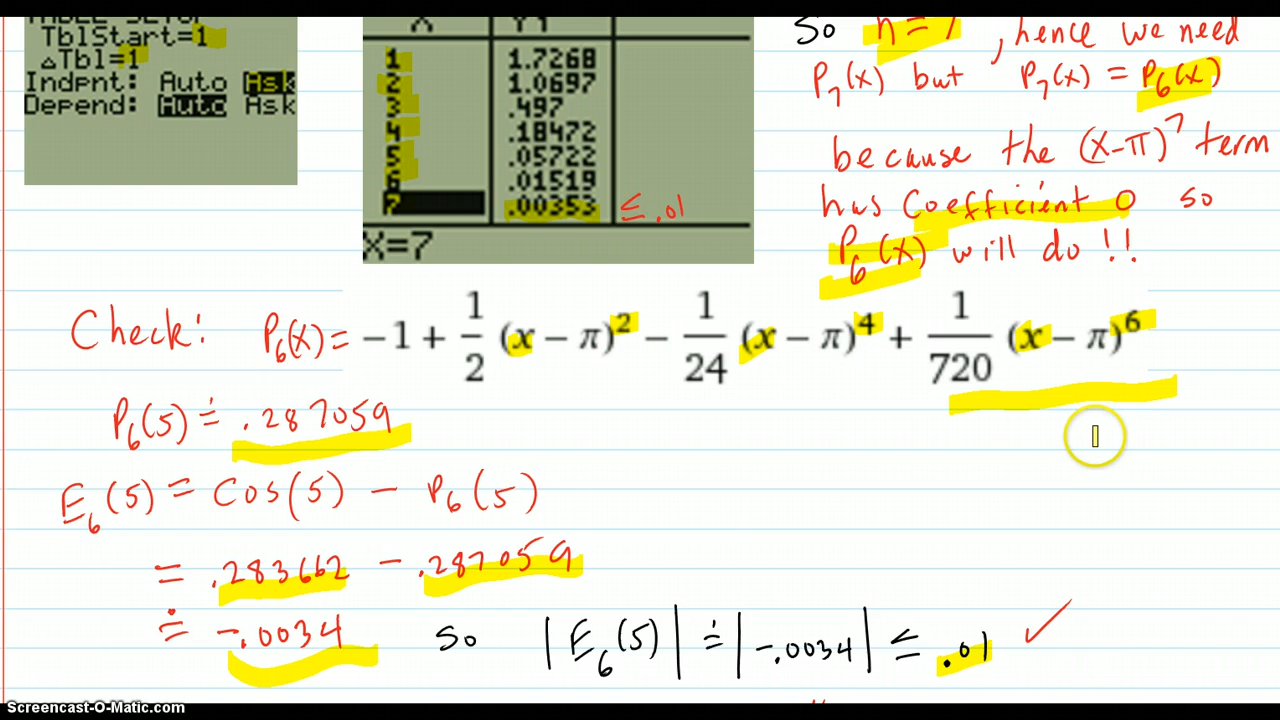 TABLE SETUP
TblStart=1
△Tbl=1
Indpnt: Auto Ask
Depend: Auto Ask
X Y1
1 1.7268
2 1.0697
3 .497
4 .18472
5 .05722
6 .01519
7 .00353 ≤ .01
X=7
So n = 7, hence we need
P₇(x) but P₇(x) = P₆(x)
because the (x-π)⁷ term
has coefficient 0 so
P₆(x) will do !!
Check: P₆(x) = −1 + 1/2 (x − π)² − 1/24 (x − π)⁴ + 1/720 (x − π)⁶
P₆(5) ≐ .287059
E₆(5) = Cos(5) − P₆(5)
= .283662 − .287059
≐ −.0034 So |E₆(5)| ≐ |−.0034| ≤ .01 ✓
Screencast-O-Matic.com